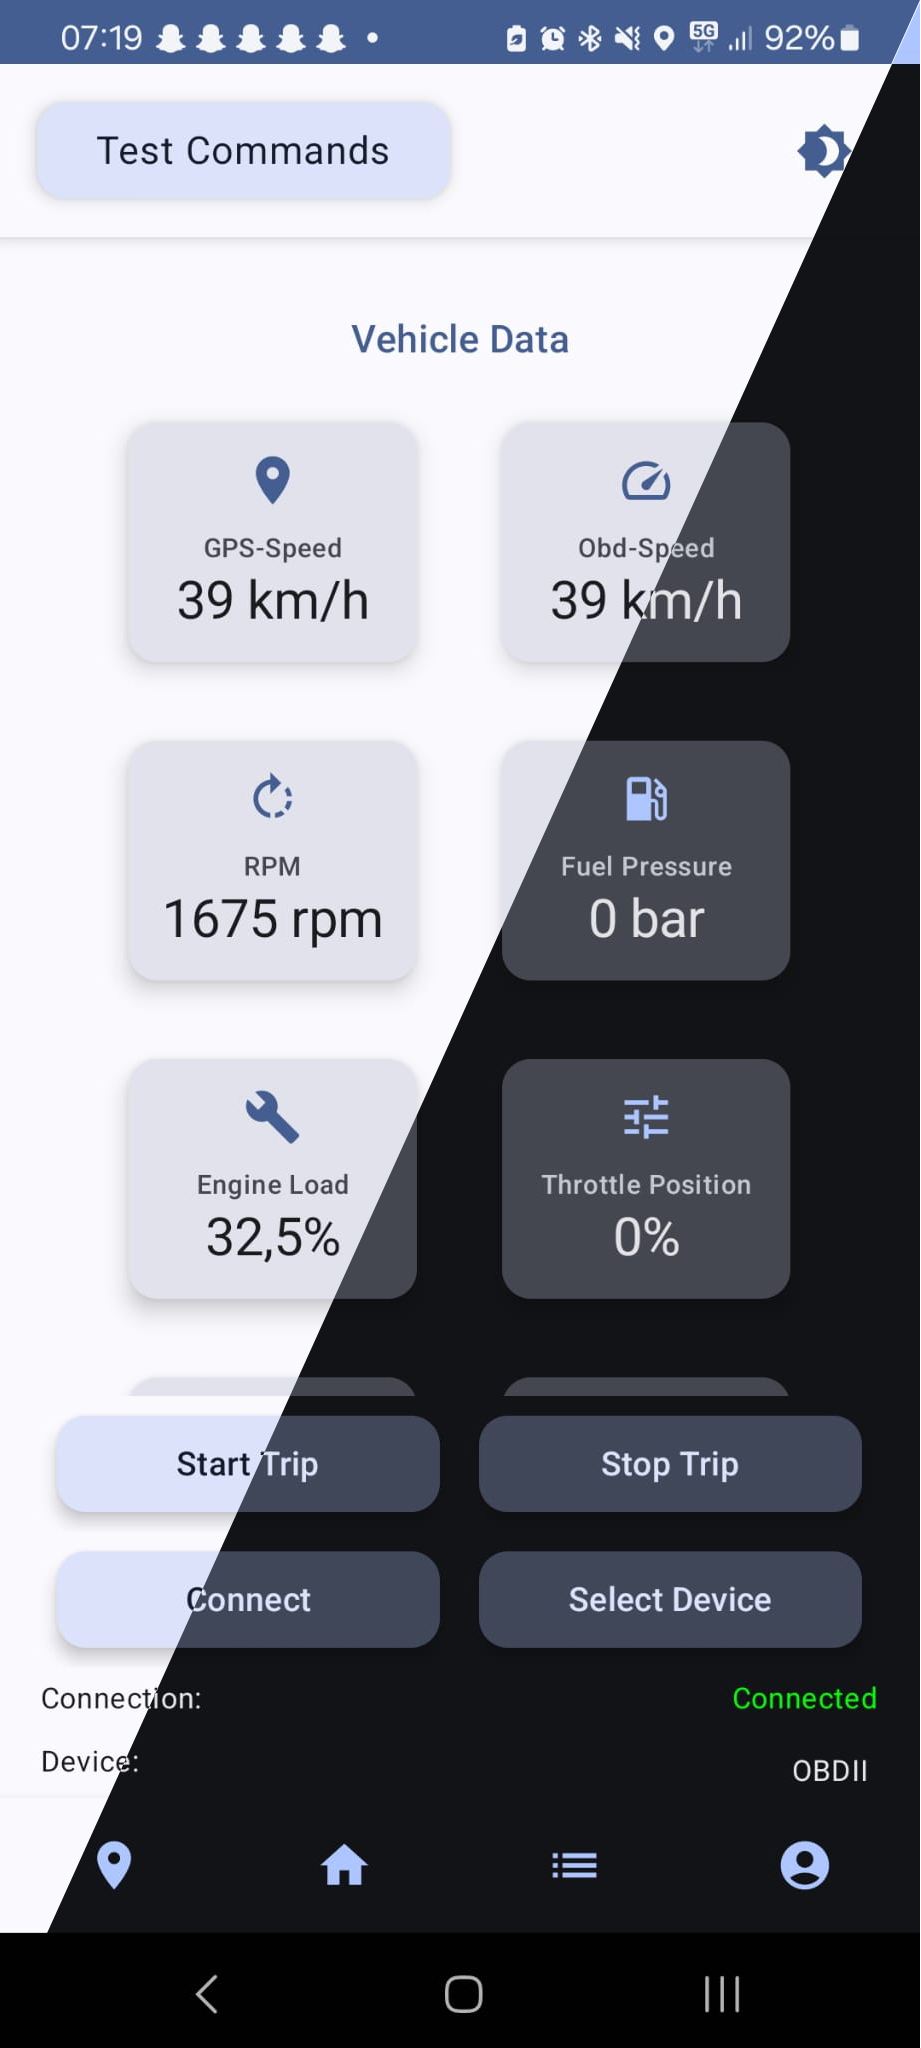 07:19 5G 92%
Test Commands
Vehicle Data
GPS-Speed
39 km/h
Obd-Speed
39 km/h
RPM
1675 rpm
Fuel Pressure
0 bar
Engine Load
32,5%
Throttle Position
0%
Start Trip
Stop Trip
Connect
Select Device
Connection: Connected
Device: OBDII